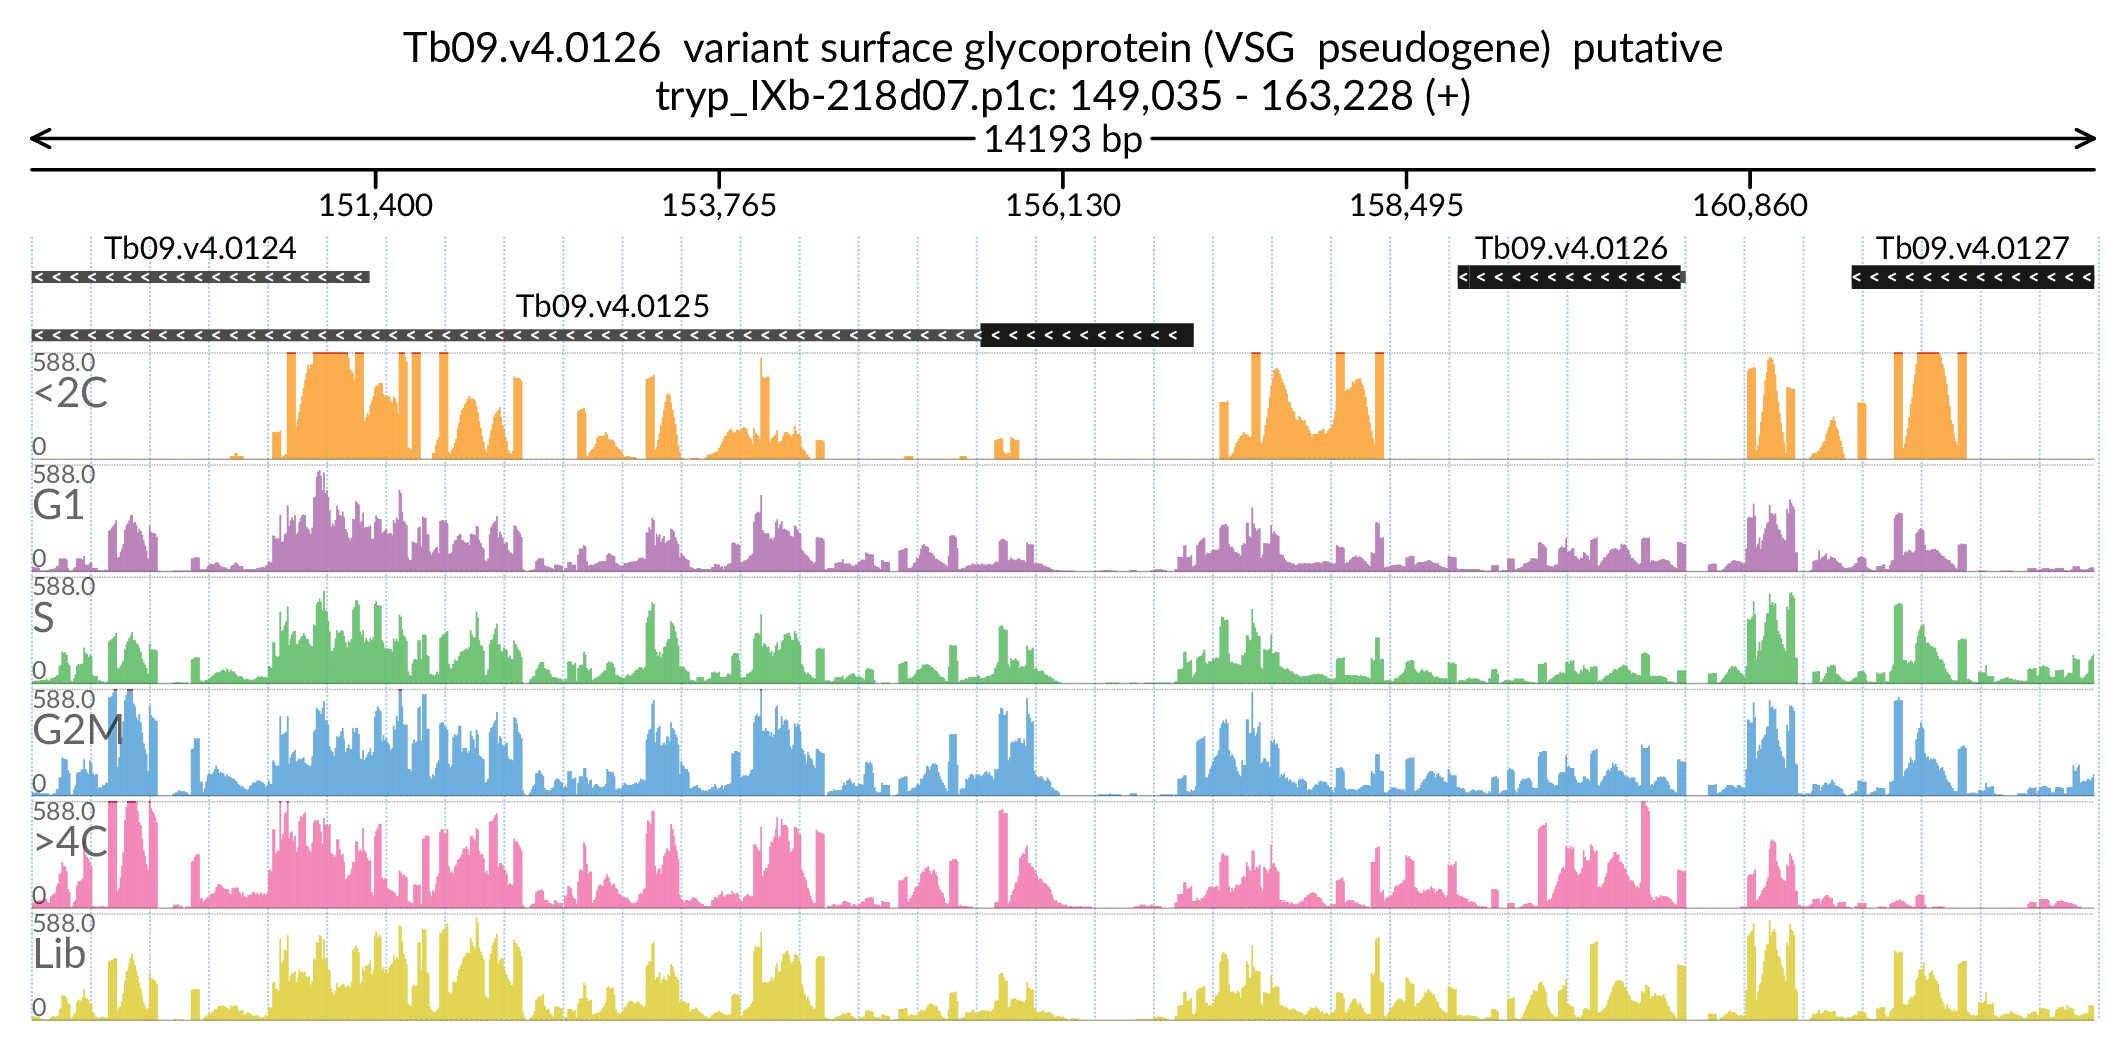 Tb09.v4.0126 variant surface glycoprotein (VSG pseudogene) putative
tryp_IXb-218d07.p1c: 149,035 - 163,228 (+)
14193 bp
151,400 153,765 156,130 158,495 160,860
Tb09.v4.0124 Tb09.v4.0126 Tb09.v4.0127
Tb09.v4.0125
588.0
<2C
0
588.0
G1
0
588.0
S
0
588.0
G2M
0
588.0
>4C
0
588.0
Lib
0